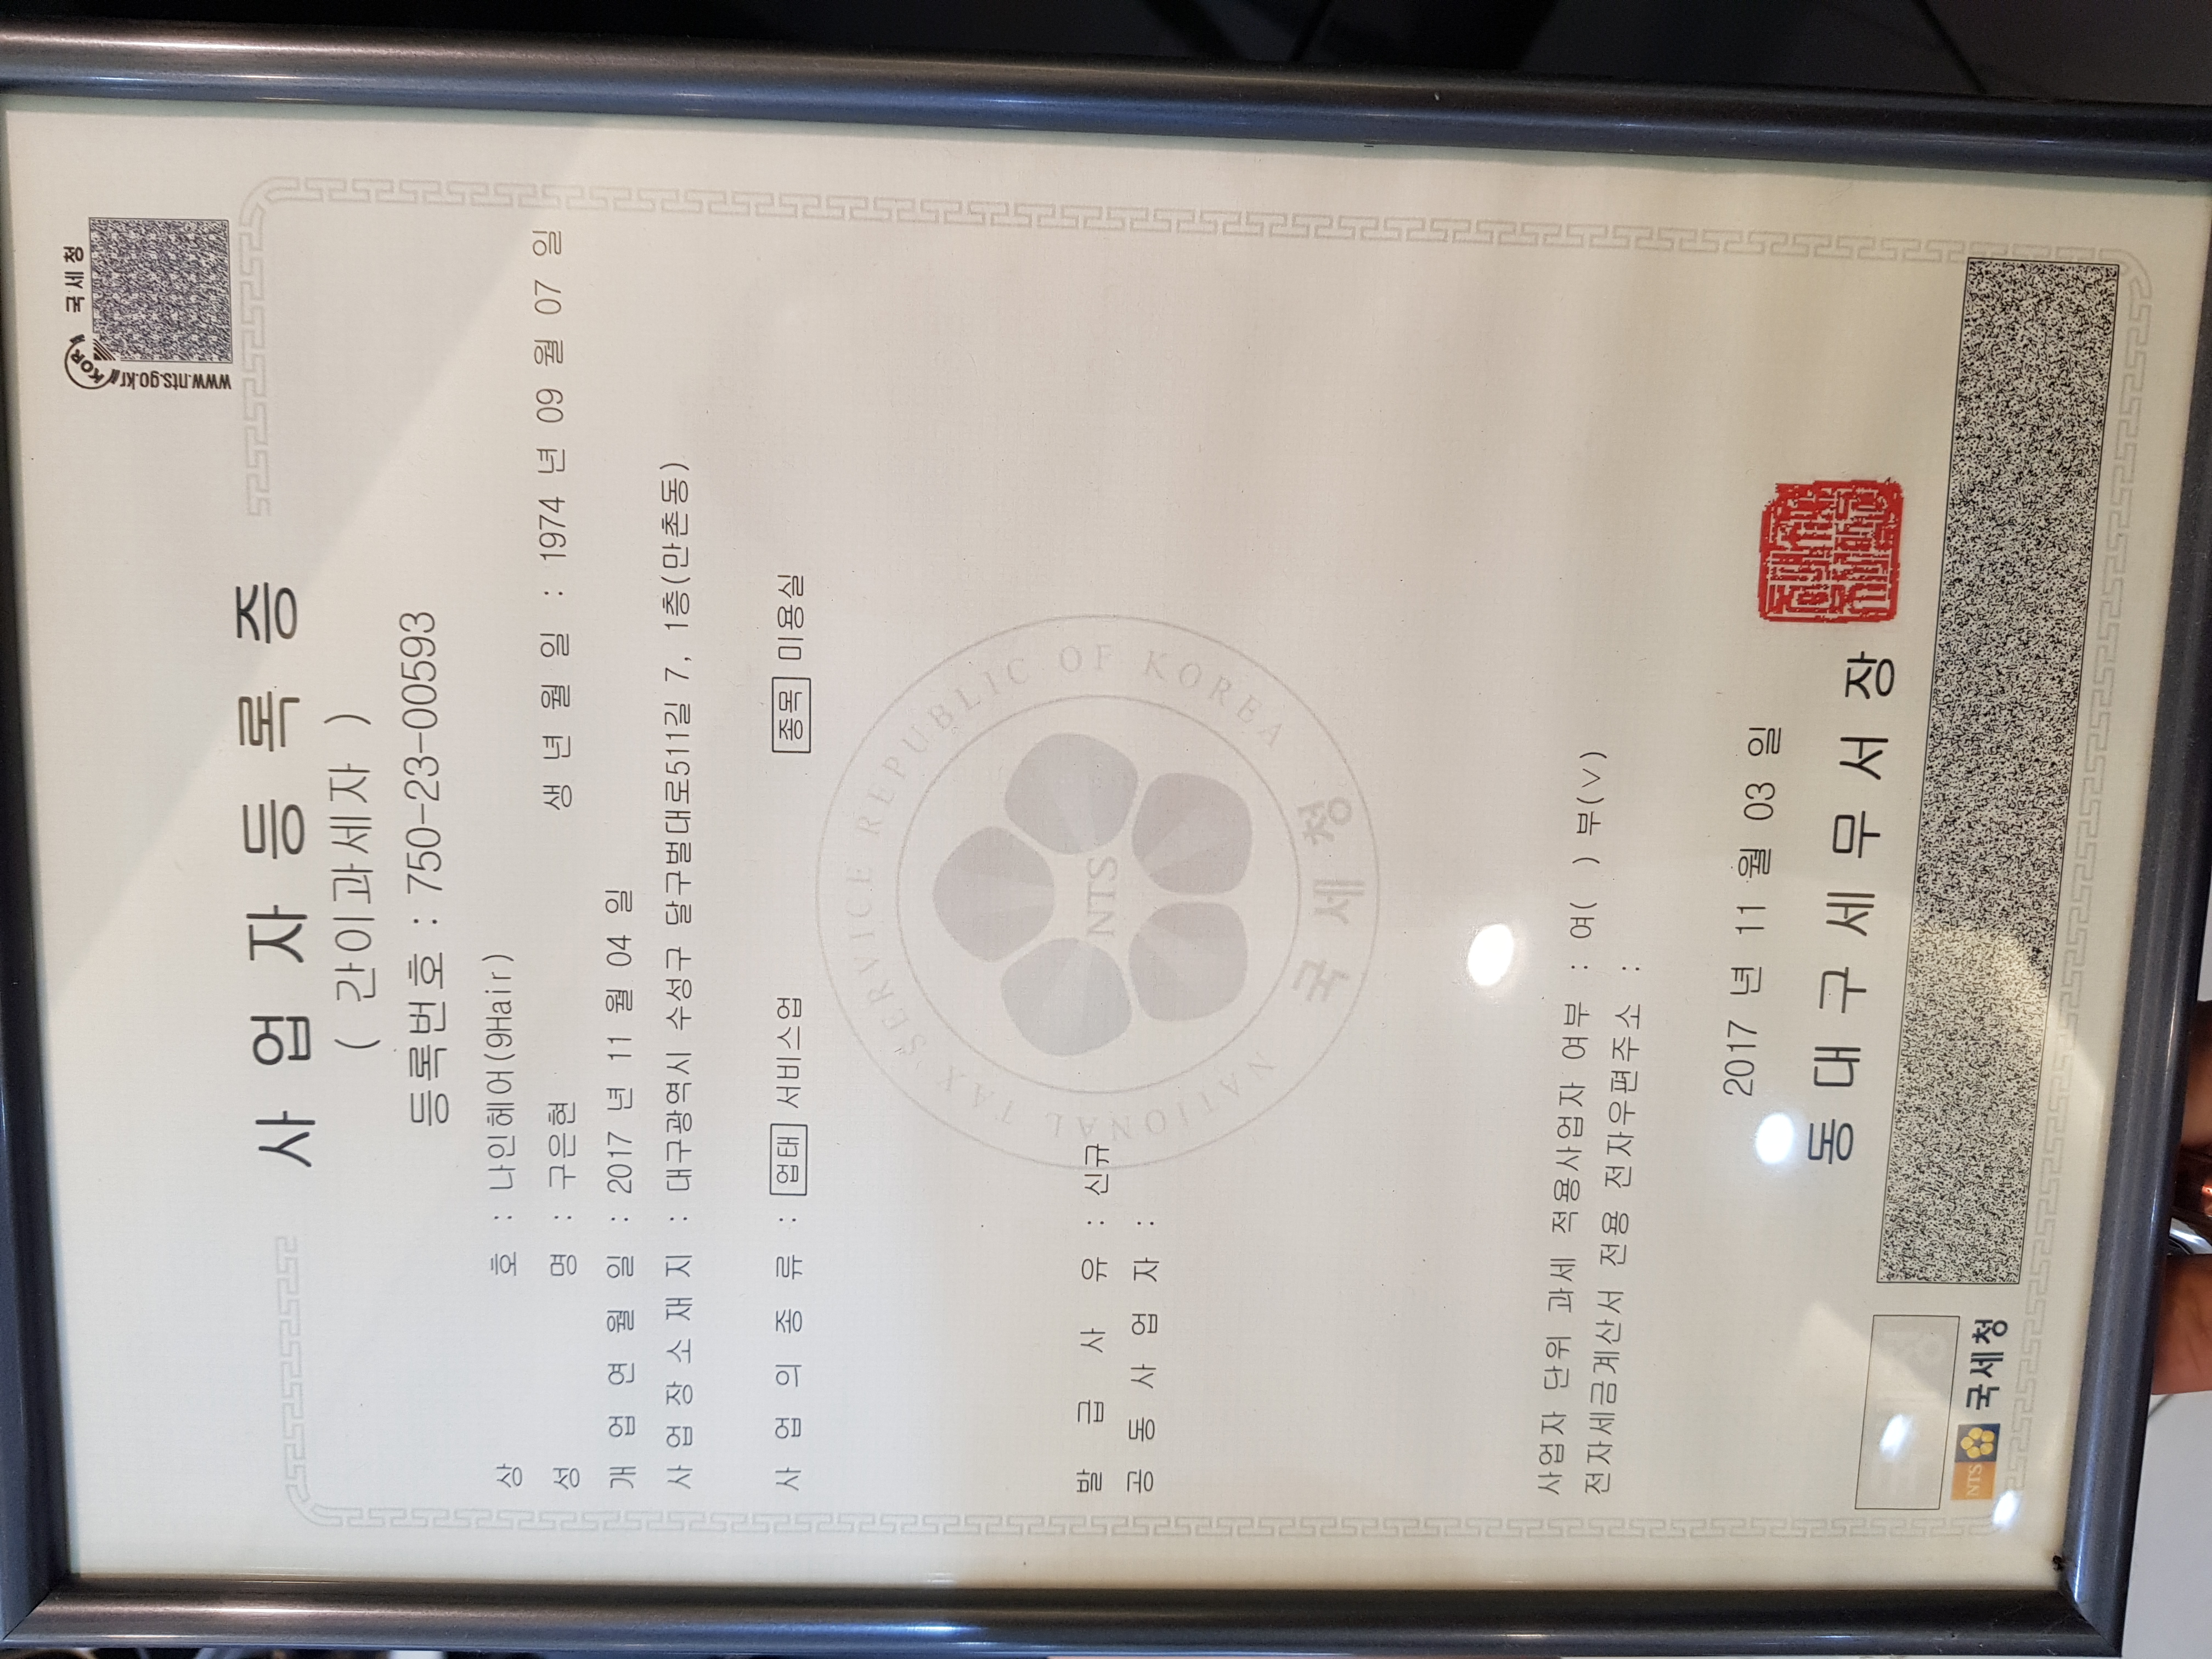 국세청
www.nts.go.kr
사업자등록증
( 간이과세자 )
등록번호 : 750-23-00593
상 호 : 나인헤어(9Hair)
성 명 : 구은현 생 년 월 일 : 1974 년 09 월 07 일
개 업 연 월 일 : 2017 년 11 월 04 일
사 업 장 소 재 지 : 대구광역시 수성구 달구벌대로511길 7, 1층(만촌동)
사 업 의 종 류 : 업태 서비스업 종목 미용실
NATIONAL TAX SERVICE REPUBLIC OF KOREA
NTS
국세청
발 급 사 유 : 신규
공 동 사 업 자 :
사업자 단위 과세 적용사업자 여부 : 여( ) 부(∨)
전자세금계산서 전용 전자우편주소 :
2017 년 11 월 03 일
동 대 구 세 무 서 장
NTS 국세청